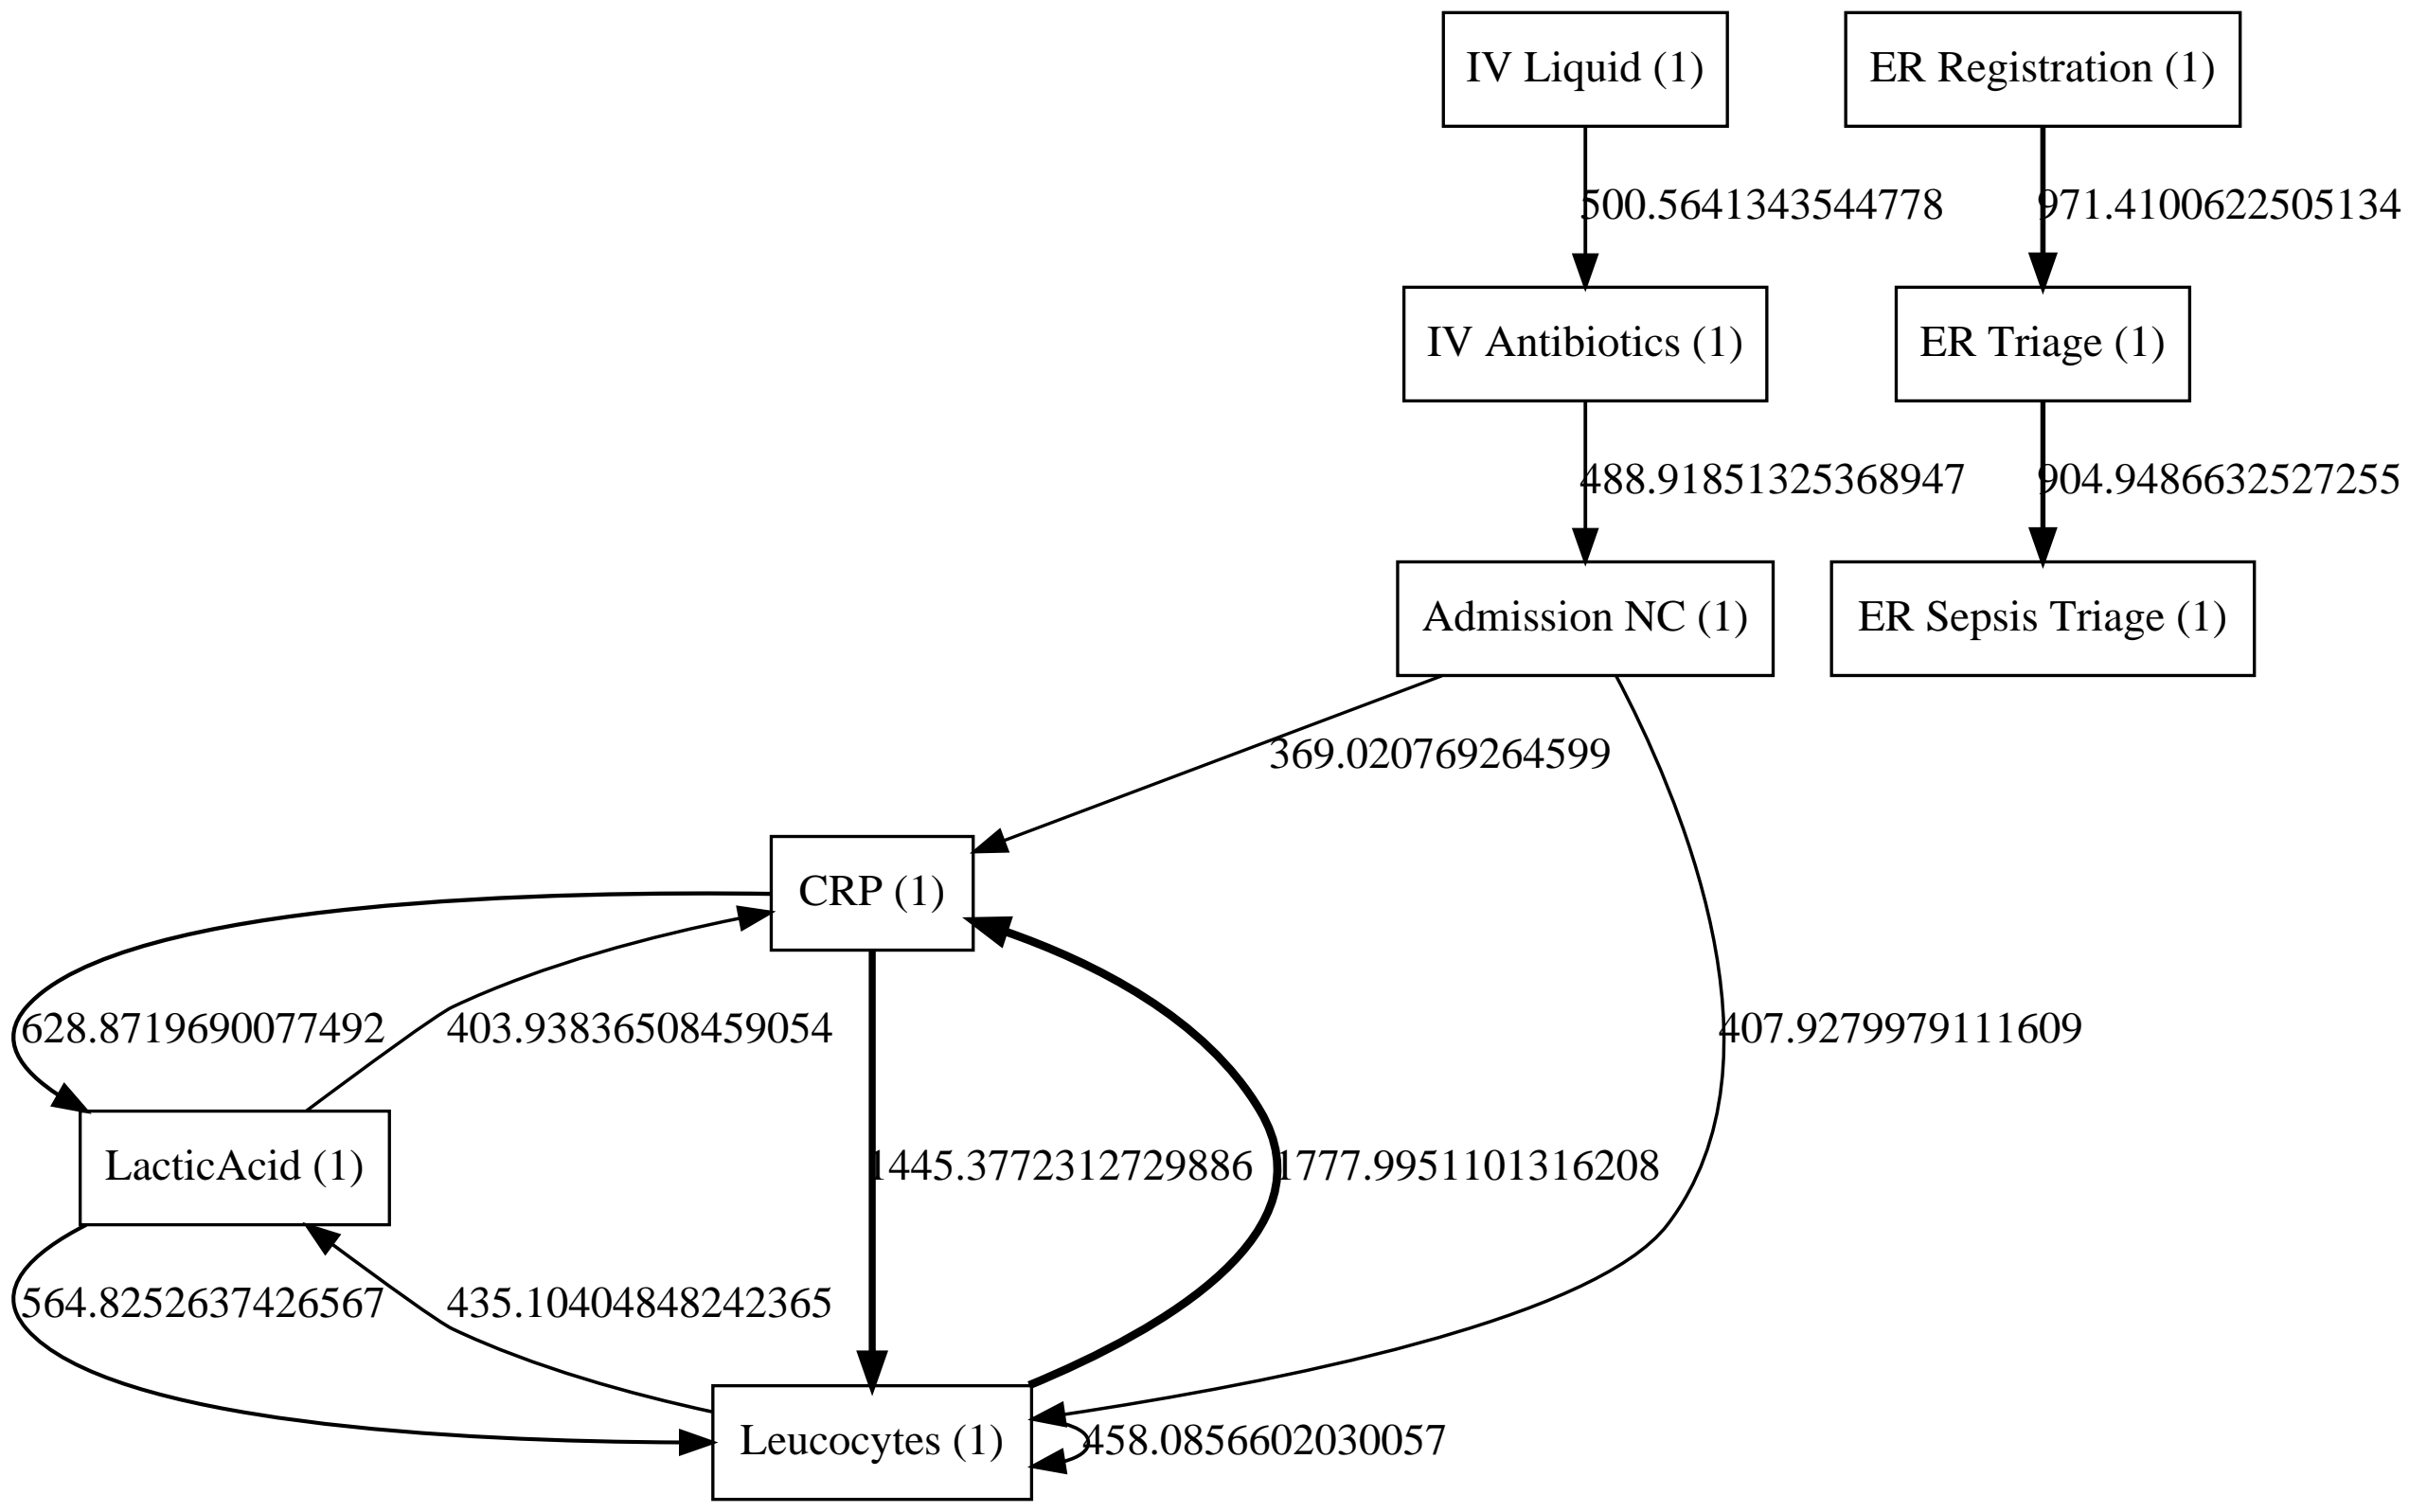 IV Liquid (1)
ER Registration (1)
500.5641343544778
971.4100622505134
IV Antibiotics (1)
ER Triage (1)
488.91851325368947
904.9486632527255
Admission NC (1)
ER Sepsis Triage (1)
369.020769264599
CRP (1)
628.8719690077492
403.93836508459054
407.9279979111609
LacticAcid (1)
1445.3772312729886
1777.9951101316208
564.8252637426567
435.10404848242365
Leucocytes (1)
458.0856602030057